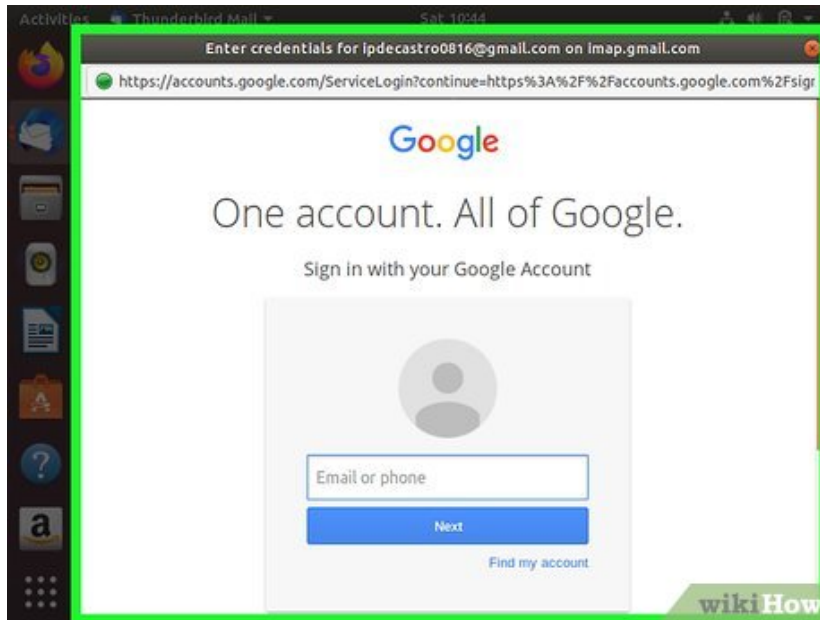 Activities Thunderbird Mail Sat 10:44
Enter credentials for ipdecastro0816@gmail.com on imap.gmail.com
https://accounts.google.com/ServiceLogin?continue=https%3A%2F%2Faccounts.google.com%2Fsigr
Google
One account. All of Google.
Sign in with your Google Account
Email or phone
Next
Find my account
a
wikiHow